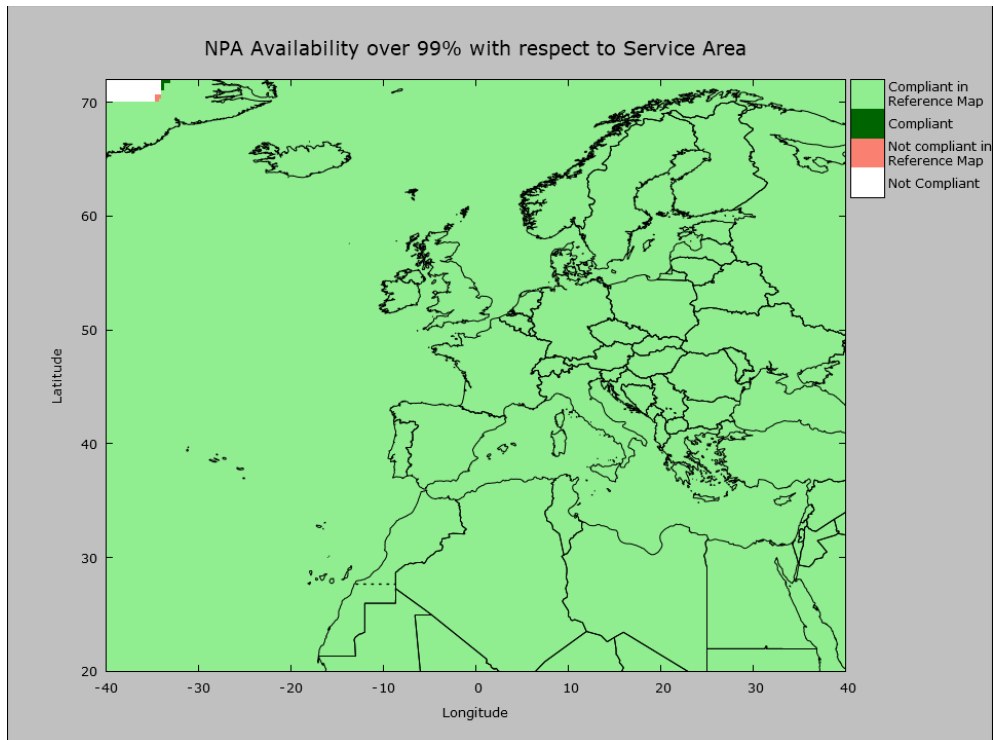 NPA Availability over 99% with respect to Service Area
Compliant in
Reference Map
Compliant
Not compliant in
Reference Map
Not Compliant
70
60
50
40
30
20
Latitude
-40 -30 -20 -10 0 10 20 30 40
Longitude